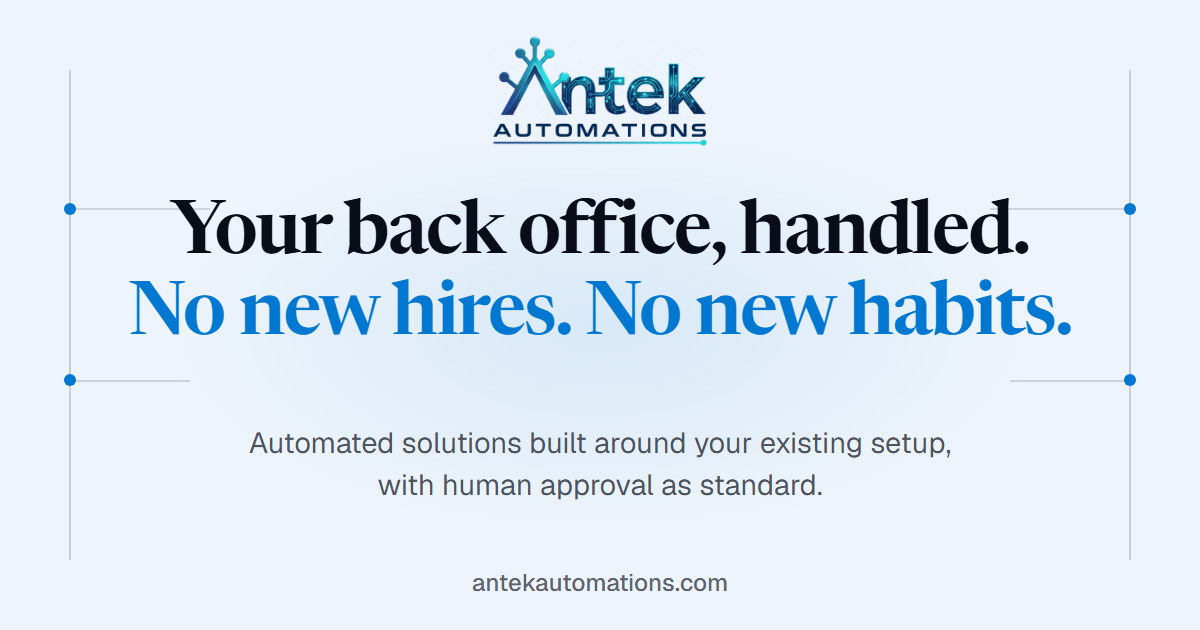 Antek
AUTOMATIONS
Your back office, handled.
No new hires. No new habits.
Automated solutions built around your existing setup,
with human approval as standard.
antekautomations.com